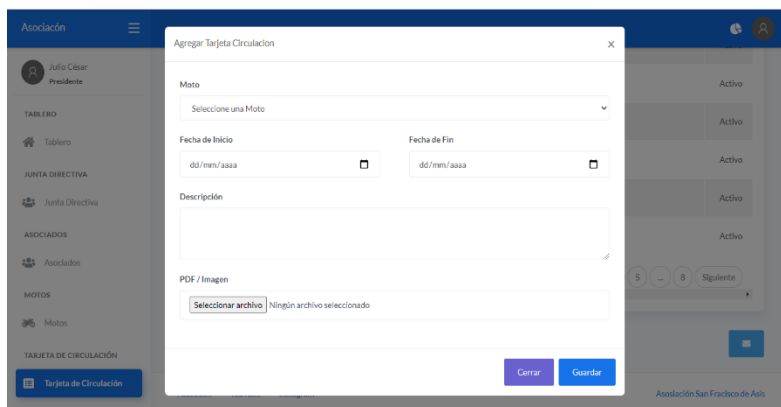 Asociacón
Agregar Tarjeta Circulacion
X
Julio César
Presidente
Moto
Seleccione una Moto
Activo
TABLERO
Tablero
Activo
Fecha de Inicio
Fecha de Fin
dd/mm/aaaa
dd/mm/aaaa
Activo
JUNTA DIRECTIVA
Junta Directiva
Descripción
Activo
ASOCIADOS
Activo
Asociados
PDF / Imagen
5
...
8
Siguiente
MOTOS
Seleccionar archivo Ningún archivo seleccionado
Motos
TARJETA DE CIRCULACIÓN
Cerrar
Guardar
Tarjeta de Circulación
Asosiación San Fracisco de Asis